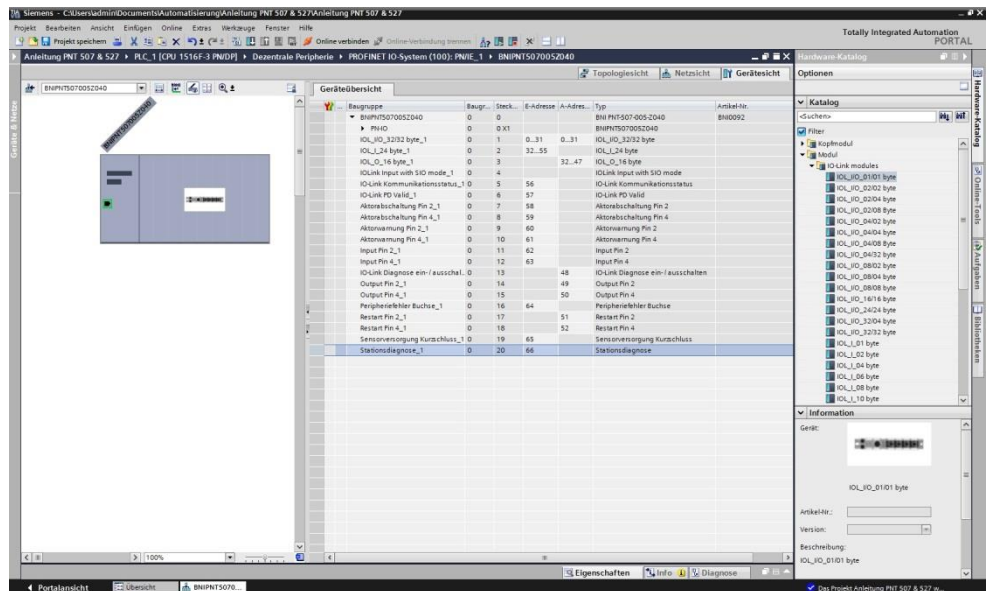 Siemens - C:\Users\admin\Documents\Automatisierung\Anleitung PNT 507 & 527\Anleitung PNT 507 & 527
Projekt Bearbeiten Ansicht Einfügen Online Extras Werkzeuge Fenster Hilfe
Totally Integrated Automation
PORTAL
Projekt speichern Online verbinden Online-Verbindung trennen
Anleitung PNT 507 & 527 PLC_1 [CPU 1516F-3 PN/DP] Dezentrale Peripherie PROFINET IO-System (100): PN/IE_1 BNIPNT507005Z040
Hardware-Katalog
Topologiesicht Netzsicht Gerätesicht
Optionen
BNIPNT507005Z040
Geräteübersicht
Geräte & Netze
BNIPNT507005Z040
... Baugruppe Baugr... Steck... E-Adresse A-Adres... Typ Artikel-Nr.
BNIPNT507005Z040 0 0 BNI PNT-507-005-Z040 BNI0092
PN-IO 0 0 X1 BNIPNT507005Z040
IOL_I/O_32/32 byte_1 0 1 0...31 0...31 IOL_I/O_32/32 byte
IOL_I_24 byte_1 0 2 32...55 IOL_I_24 byte
IOL_O_16 byte_1 0 3 32...47 IOL_O_16 byte
IOLink Input with SIO mode_1 0 4 IOLink Input with SIO mode
IO-Link Kommunikationsstatus_1 0 5 56 IO-Link Kommunikationsstatus
IO-Link PD Valid_1 0 6 57 IO-Link PD Valid
Aktorabschaltung Pin 2_1 0 7 58 Aktorabschaltung Pin 2
Aktorabschaltung Pin 4_1 0 8 59 Aktorabschaltung Pin 4
Aktorwarnung Pin 2_1 0 9 60 Aktorwarnung Pin 2
Aktorwarnung Pin 4_1 0 10 61 Aktorwarnung Pin 4
Input Pin 2_1 0 11 62 Input Pin 2
Input Pin 4_1 0 12 63 Input Pin 4
IO-Link Diagnose ein-/ ausschal.. 0 13 48 IO-Link Diagnose ein-/ ausschalten
Output Pin 2_1 0 14 49 Output Pin 2
Output Pin 4_1 0 15 50 Output Pin 4
Peripheriefehler Buchse_1 0 16 64 Peripheriefehler Buchse
Restart Pin 2_1 0 17 51 Restart Pin 2
Restart Pin 4_1 0 18 52 Restart Pin 4
Sensorversorgung Kurzschluss_1 0 19 65 Sensorversorgung Kurzschluss
Stationsdiagnose_1 0 20 66 Stationsdiagnose
Katalog
<Suchen>
Filter
Kopfmodul
Modul
IO-Link modules
IOL_I/O_01/01 byte
IOL_I/O_02/02 byte
IOL_I/O_02/04 byte
IOL_I/O_02/08 Byte
IOL_I/O_04/02 byte
IOL_I/O_04/04 byte
IOL_I/O_04/08 Byte
IOL_I/O_04/32 byte
IOL_I/O_08/02 byte
IOL_I/O_08/04 byte
IOL_I/O_08/08 byte
IOL_I/O_16/16 byte
IOL_I/O_24/24 byte
IOL_I/O_32/04 byte
IOL_I/O_32/32 byte
IOL_I_01 byte
IOL_I_02 byte
IOL_I_04 byte
IOL_I_06 byte
IOL_I_08 byte
IOL_I_10 byte
Information
Gerät:
IOL_I/O_01/01 byte
Artikel-Nr.:
Version:
Beschreibung:
IOL_I/O_01/01 byte
Hardware-Katalog
Online-Tools
Aufgaben
Bibliotheken
100%
Eigenschaften Info Diagnose
Portalansicht Übersicht BNIPNT5070... Das Projekt Anleitung PNT 507 & 527 w...